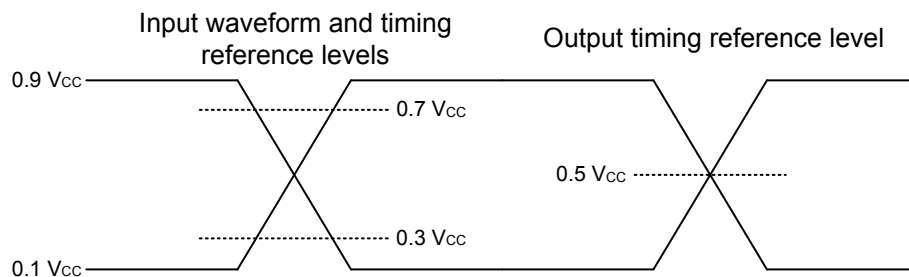 Input waveform and timing
reference levels
Output timing reference level
0.9 VCC
0.7 VCC
0.5 VCC
0.3 VCC
0.1 VCC